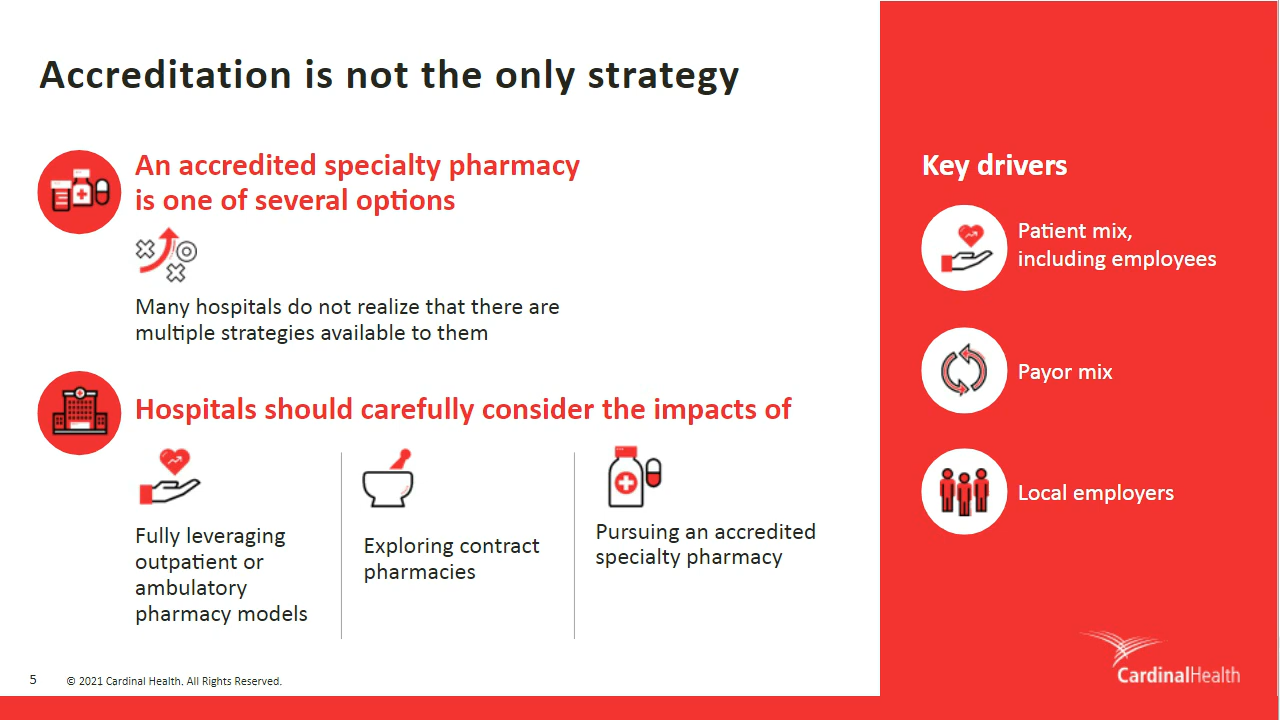 Accreditation is not the only strategy
An accredited specialty pharmacy
is one of several options
Many hospitals do not realize that there are
multiple strategies available to them
Hospitals should carefully consider the impacts of
Fully leveraging
outpatient or
ambulatory
pharmacy models
Exploring contract
pharmacies
Pursuing an accredited
specialty pharmacy
Key drivers
Patient mix,
including employees
Payor mix
Local employers
CardinalHealth
5
© 2021 Cardinal Health. All Rights Reserved.